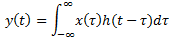 y(t) = ∫_{-∞}^{∞} x(τ)h(t − τ)dτ